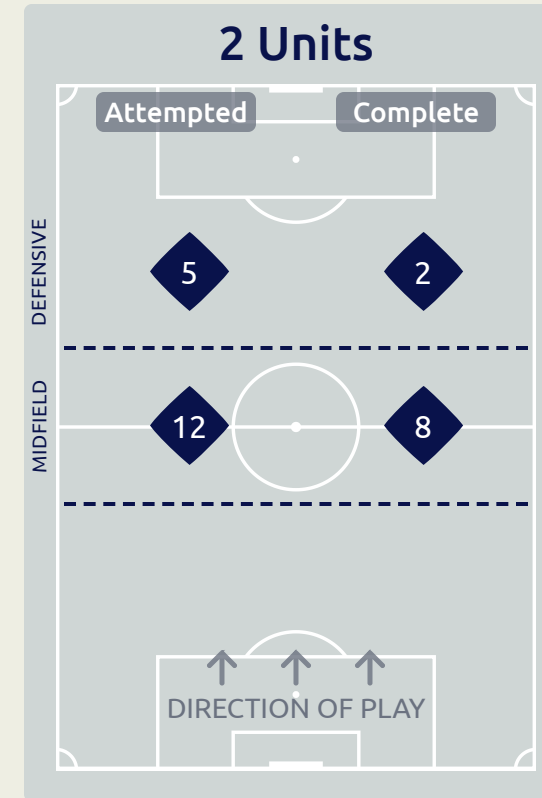 2 Units
Attempted Complete
DEFENSIVE
5 2
MIDFIELD
12 8
DIRECTION OF PLAY